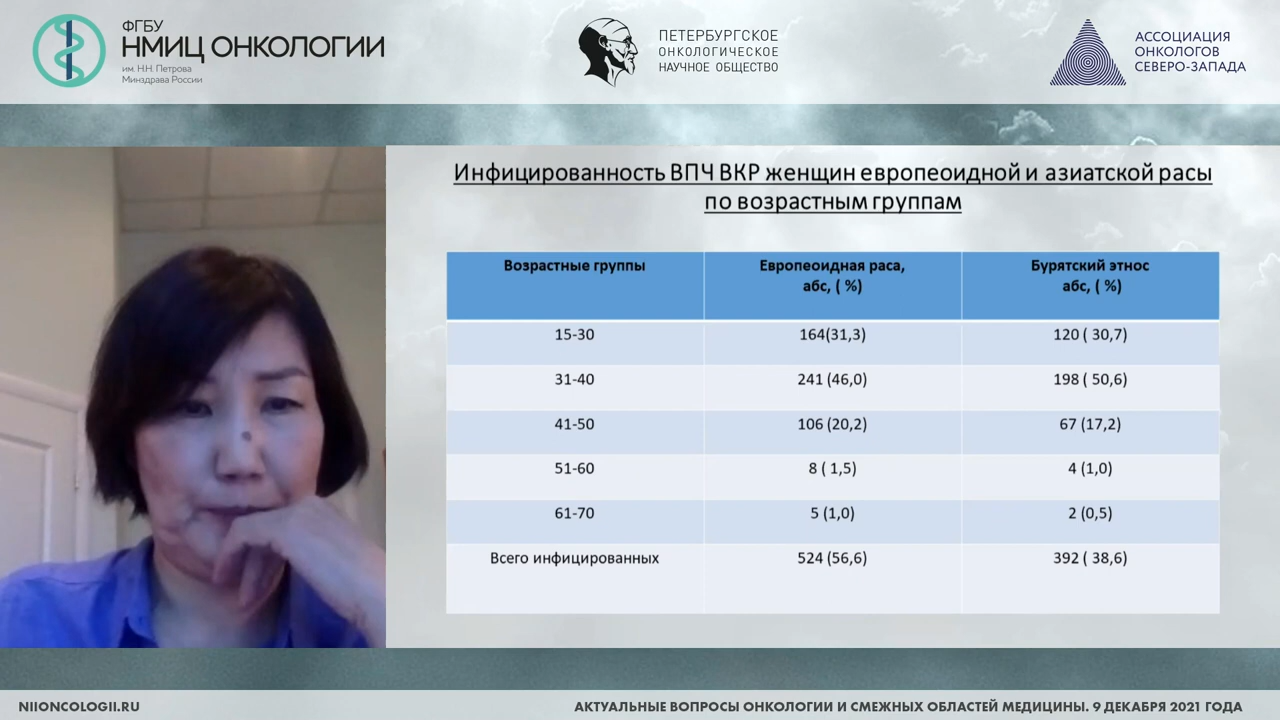 ФГБУ
НМИЦ ОНКОЛОГИИ
им. Н.Н. Петрова
Минздрава России
ПЕТЕРБУРГСКОЕ
ОНКОЛОГИЧЕСКОЕ
НАУЧНОЕ ОБЩЕСТВО
АССОЦИАЦИЯ
ОНКОЛОГОВ
СЕВЕРО-ЗАПАДА
Инфицированность ВПЧ ВКР женщин европеоидной и азиатской расы
по возрастным группам
Возрастные группы Европеоидная раса, Бурятский этнос
абс, ( %) абс, ( %)
15-30 164(31,3) 120 ( 30,7)
31-40 241 (46,0) 198 ( 50,6)
41-50 106 (20,2) 67 (17,2)
51-60 8 ( 1,5) 4 (1,0)
61-70 5 (1,0) 2 (0,5)
Всего инфицированных 524 (56,6) 392 ( 38,6)
NIIONCOLOGII.RU АКТУАЛЬНЫЕ ВОПРОСЫ ОНКОЛОГИИ И СМЕЖНЫХ ОБЛАСТЕЙ МЕДИЦИНЫ. 9 ДЕКАБРЯ 2021 ГОДА